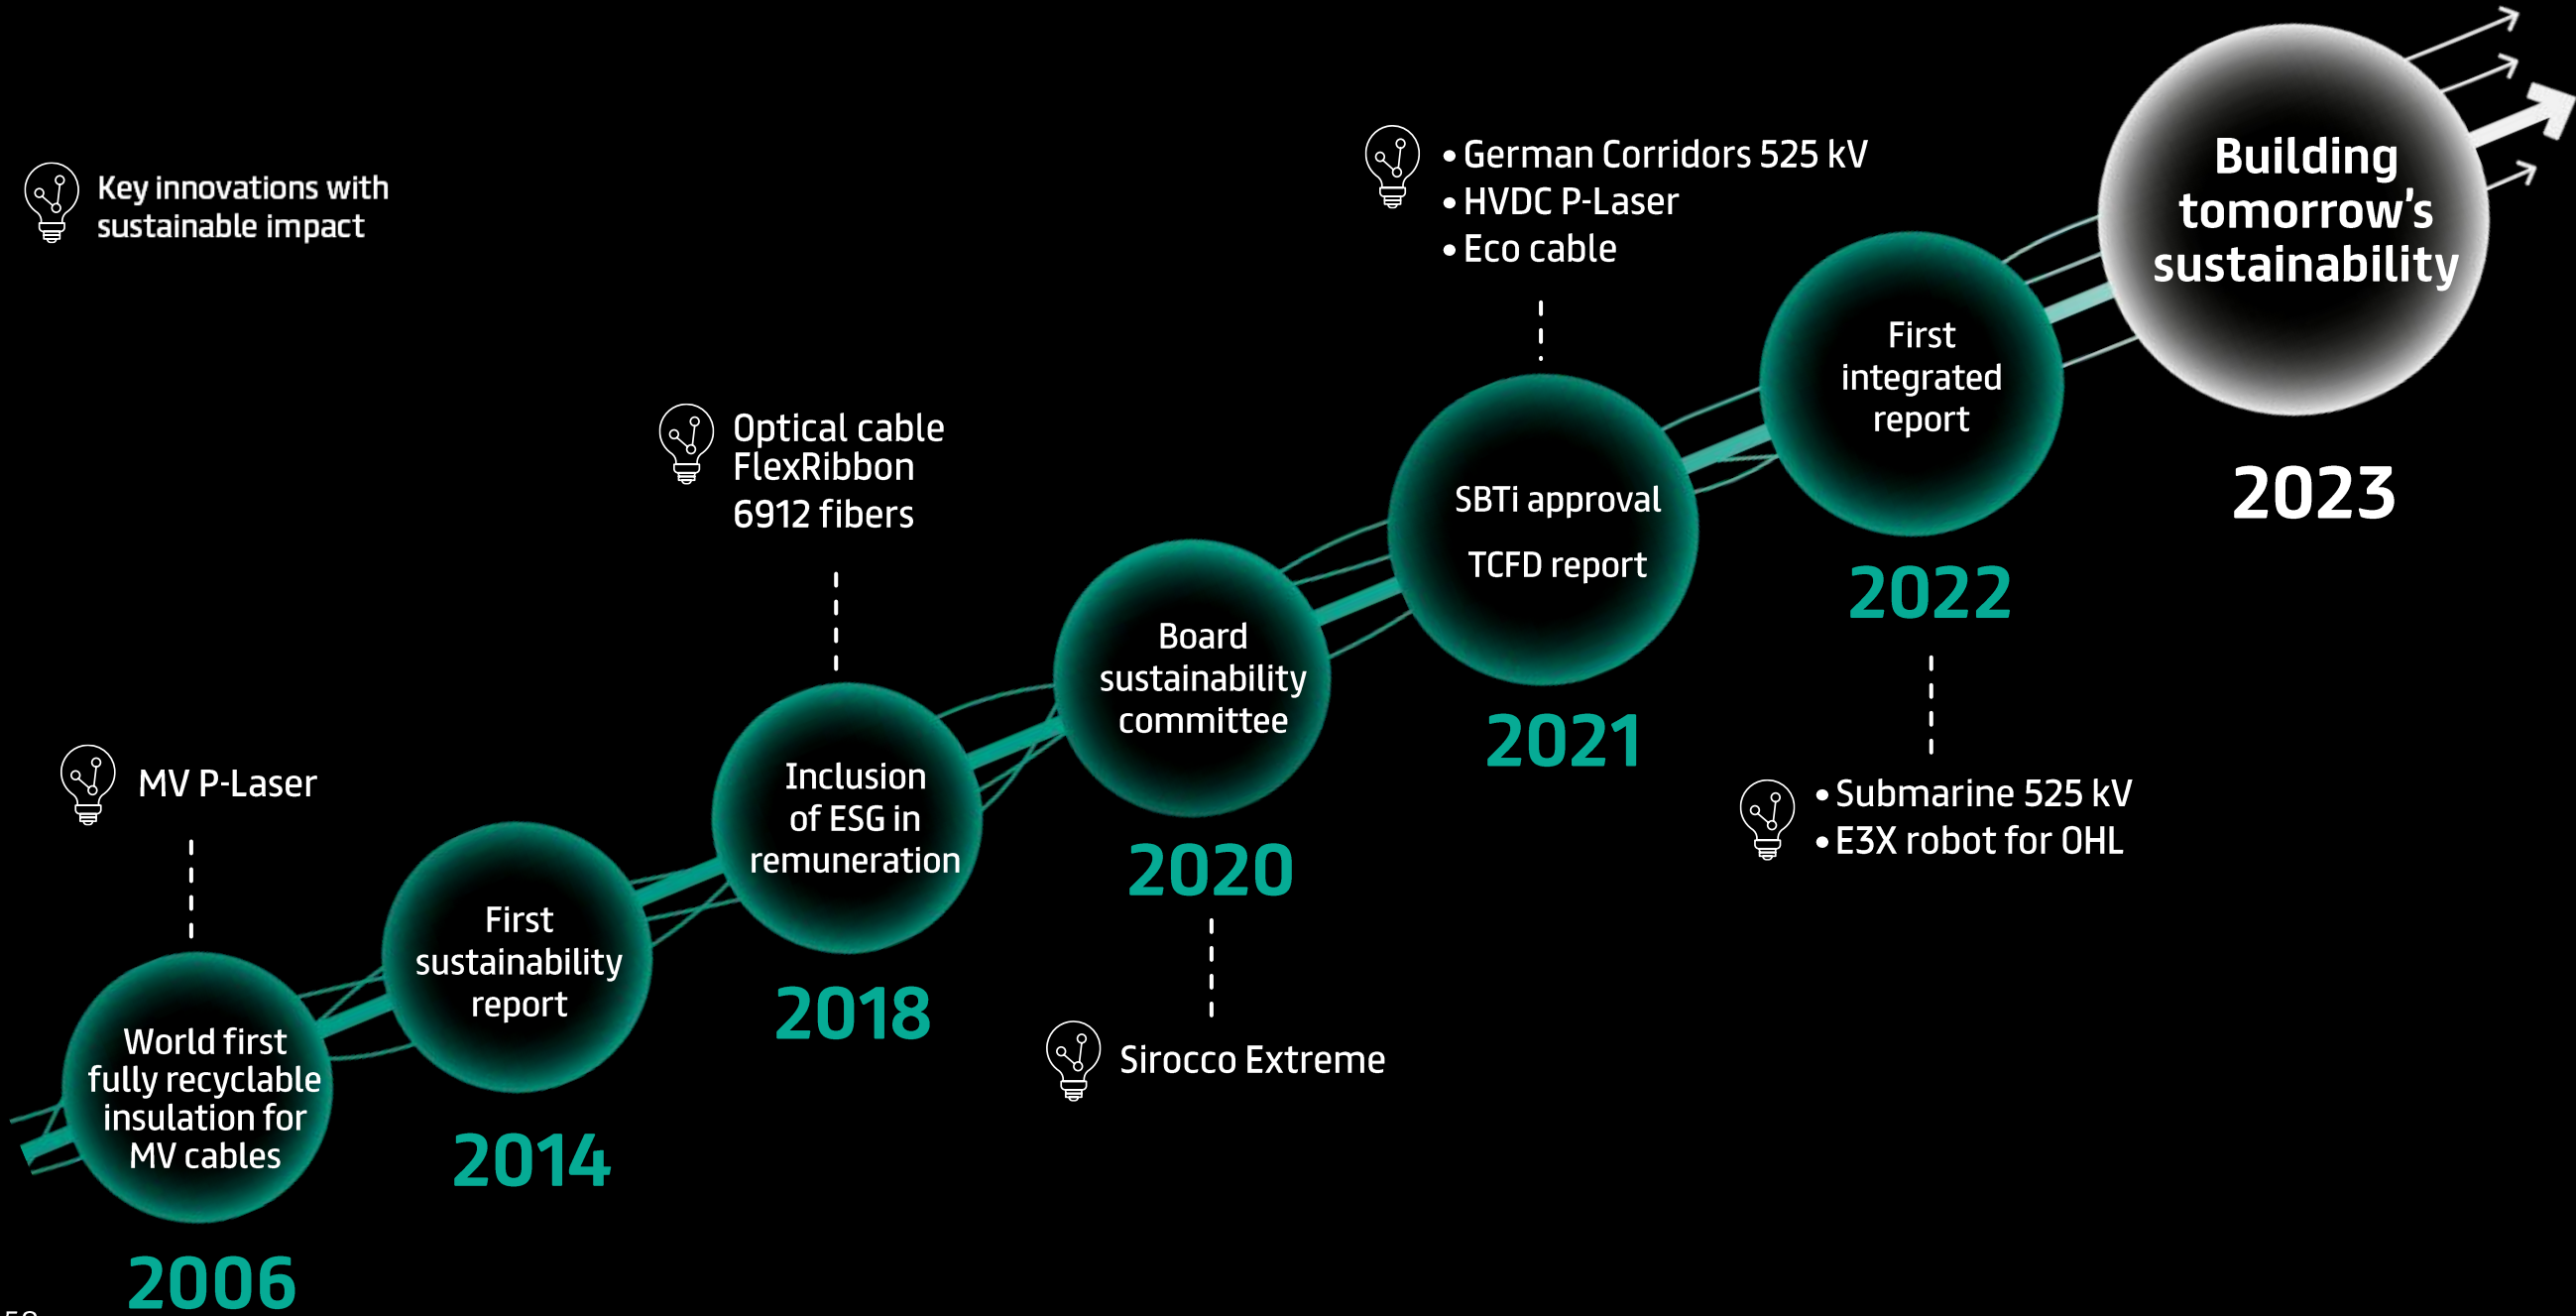 Key innovations with
sustainable impact
MV P-Laser
World first
fully recyclable
insulation for
MV cables
2006
First
sustainability
report
2014
Optical cable
FlexRibbon
6912 fibers
Inclusion
of ESG in
remuneration
2018
Board
sustainability
committee
2020
Sirocco Extreme
• German Corridors 525 kV
• HVDC P-Laser
• Eco cable
SBTi approval
TCFD report
2021
First
integrated
report
2022
• Submarine 525 kV
• E3X robot for OHL
Building
tomorrow's
sustainability
2023